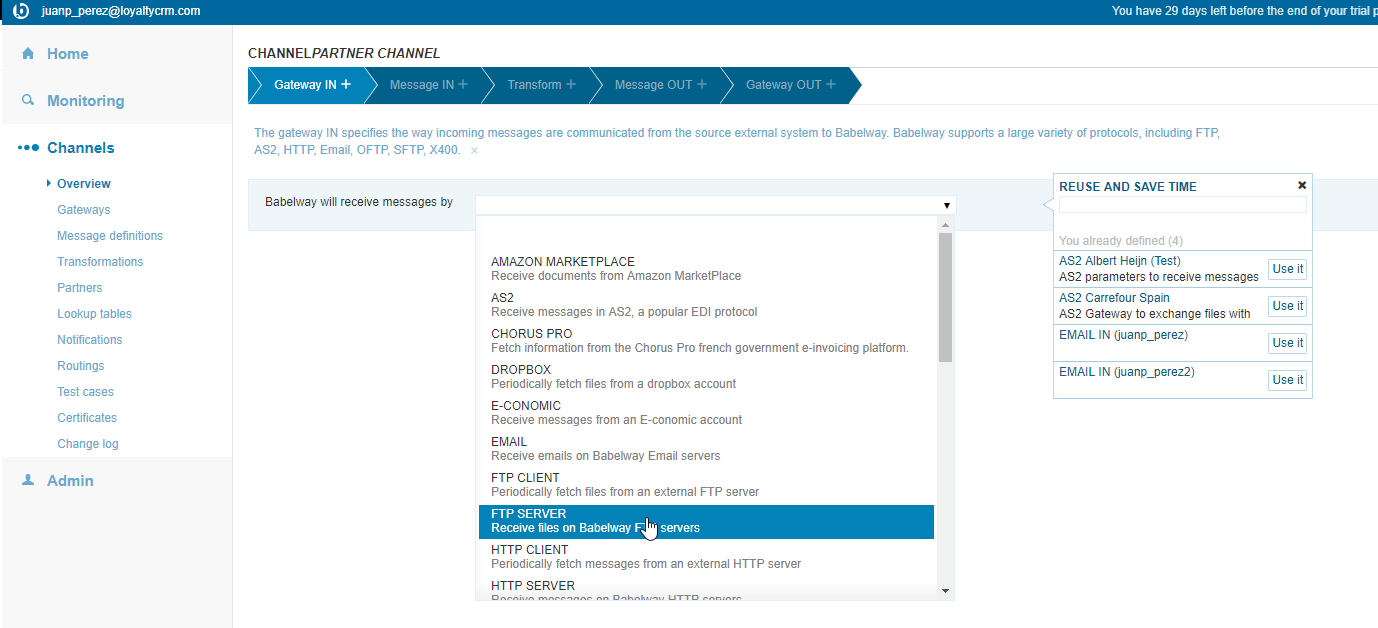 juanp_perez@loyaltycrm.com
You have 29 days left before the end of your trial p
Home
Monitoring
Channels
Overview
Gateways
Message definitions
Transformations
Partners
Lookup tables
Notifications
Routings
Test cases
Certificates
Change log
Admin
CHANNELPARTNER CHANNEL
Gateway IN +
Message IN +
Transform +
Message OUT +
Gateway OUT +
The gateway IN specifies the way incoming messages are communicated from the source external system to Babelway. Babelway supports a large variety of protocols, including FTP,
AS2, HTTP, Email, OFTP, SFTP, X400. ×
Babelway will receive messages by
AMAZON MARKETPLACE
Receive documents from Amazon MarketPlace
AS2
Receive messages in AS2, a popular EDI protocol
CHORUS PRO
Fetch information from the Chorus Pro french government e-invoicing platform.
DROPBOX
Periodically fetch files from a dropbox account
E-CONOMIC
Receive messages from an E-conomic account
EMAIL
Receive emails on Babelway Email servers
FTP CLIENT
Periodically fetch files from an external FTP server
FTP SERVER
Receive files on Babelway servers
HTTP CLIENT
Periodically fetch messages from an external HTTP server
HTTP SERVER
Receive messages on Babelway HTTP servers
REUSE AND SAVE TIME
You already defined (4)
AS2 Albert Heijn (Test)
AS2 parameters to receive messages
Use it
AS2 Carrefour Spain
AS2 Gateway to exchange files with
Use it
EMAIL IN (juanp_perez)
Use it
EMAIL IN (juanp_perez2)
Use it